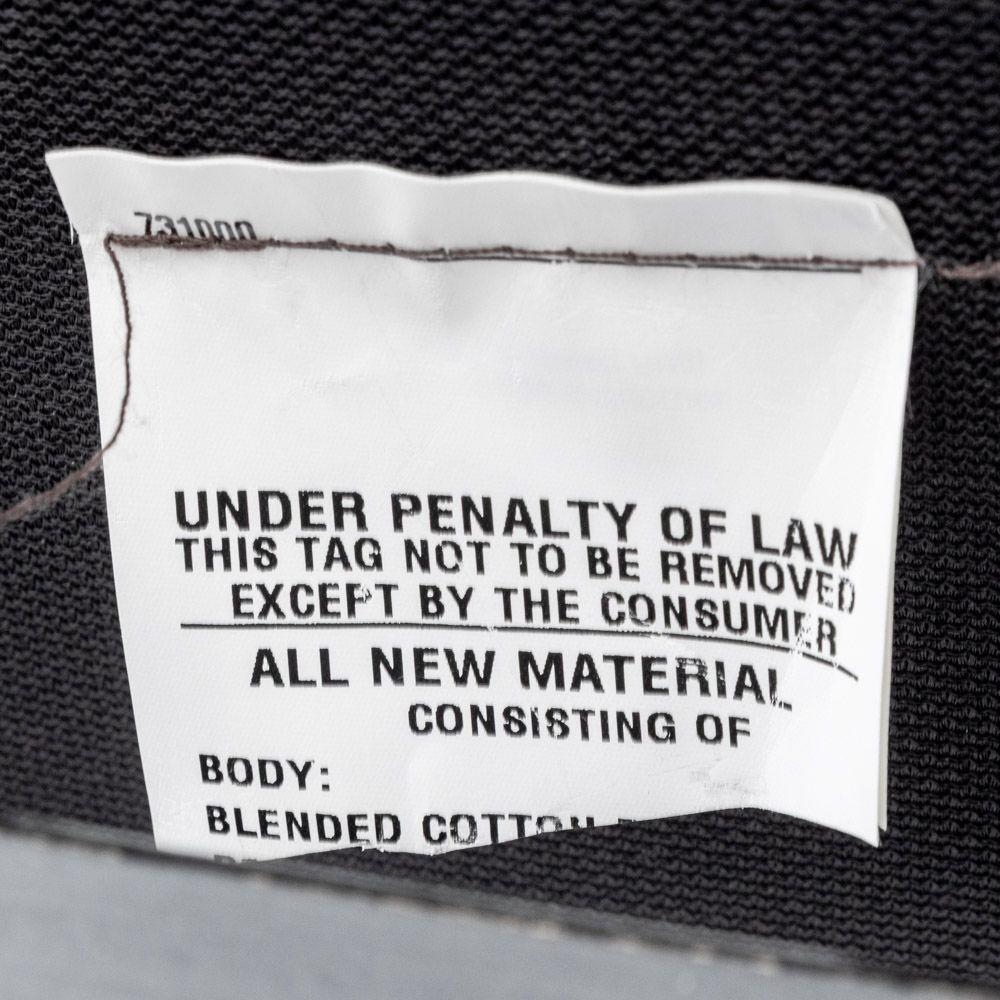 731000
UNDER PENALTY OF LAW
THIS TAG NOT TO BE REMOVED
EXCEPT BY THE CONSUMER
ALL NEW MATERIAL
CONSISTING OF
BODY:
BLENDED COTTON